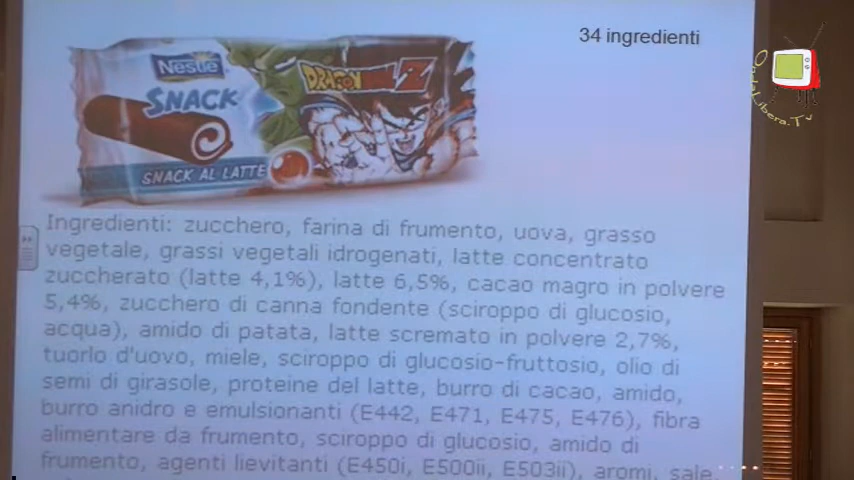 34 ingredienti
Nestlé
SNACK
DRAGON BALL Z
SNACK AL LATTE
Ingredienti: zucchero, farina di frumento, uova, grasso
vegetale, grassi vegetali idrogenati, latte concentrato
zuccherato (latte 4,1%), latte 6,5%, cacao magro in polvere
5,4%, zucchero di canna fondente (sciroppo di glucosio,
acqua), amido di patata, latte scremato in polvere 2,7%,
tuorlo d'uovo, miele, sciroppo di glucosio-fruttosio, olio di
semi di girasole, proteine del latte, burro di cacao, amido,
burro anidro e emulsionanti (E442, E471, E475, E476), fibra
alimentare da frumento, sciroppo di glucosio, amido di
frumento, agenti lievitanti (E450i, E500ii, E503ii), aromi, sale,